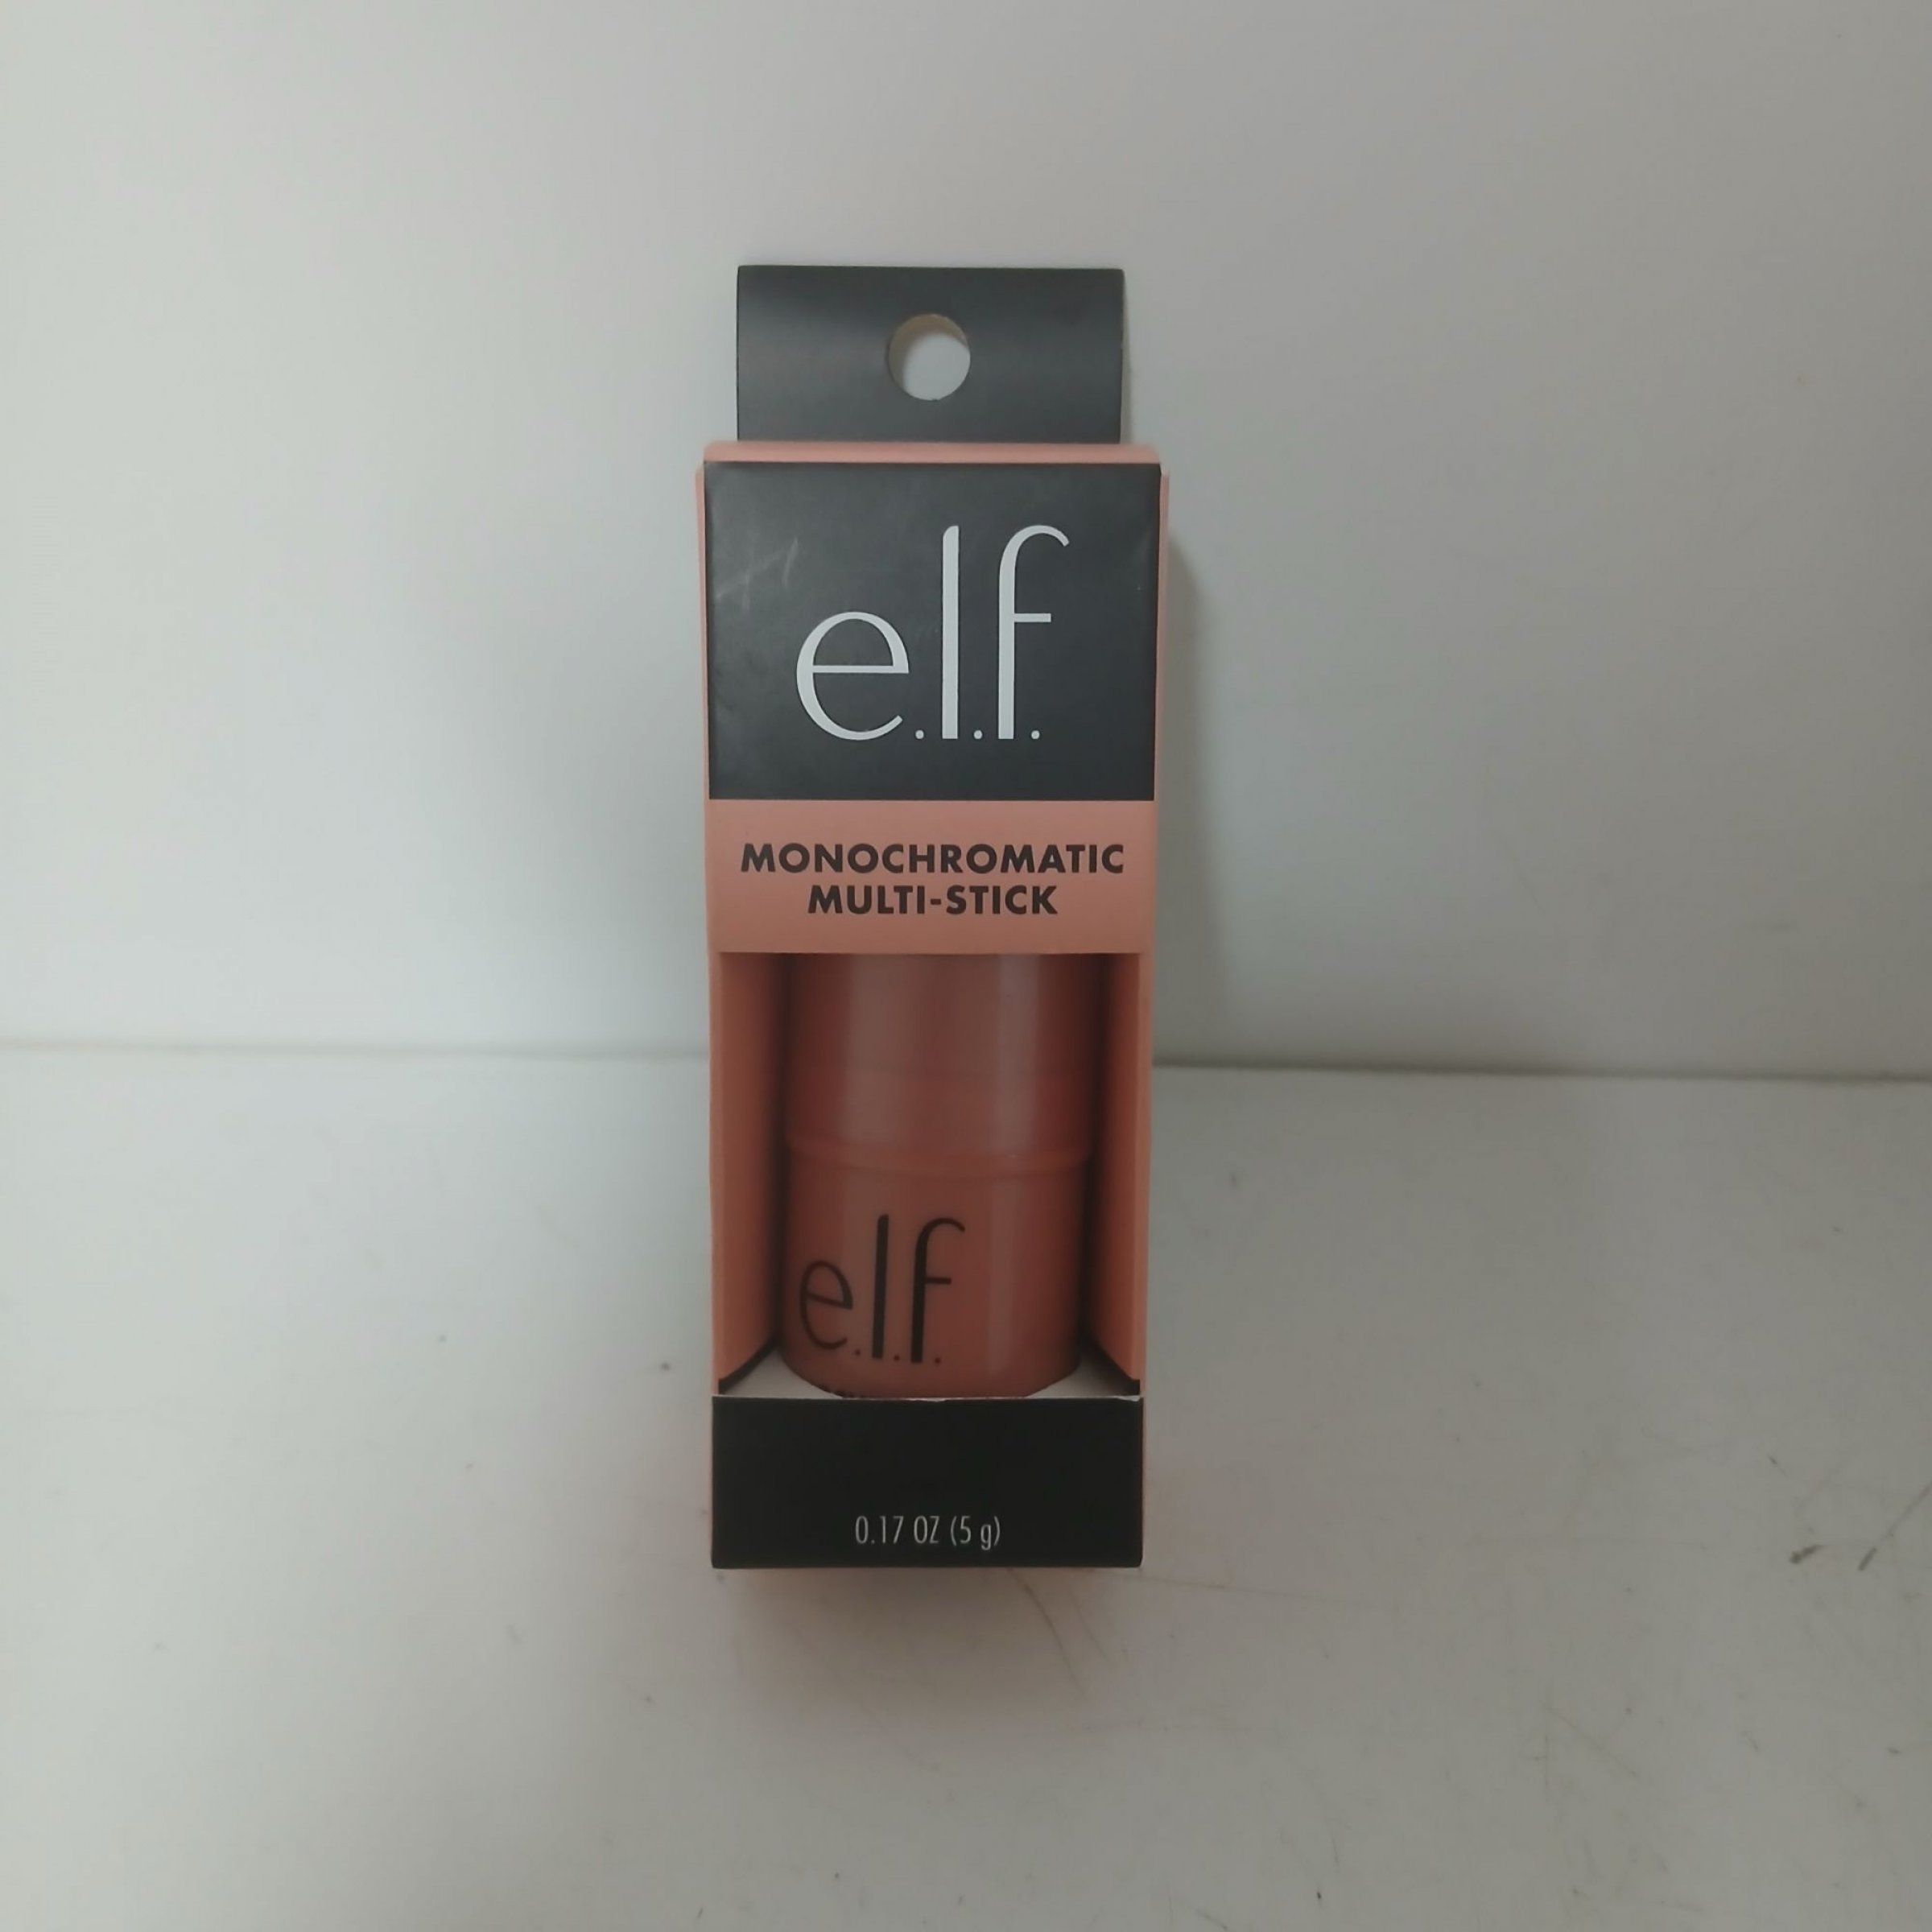 e.l.f.
MONOCHROMATIC
MULTI-STICK
e.l.f.
0.17 OZ (5 g)